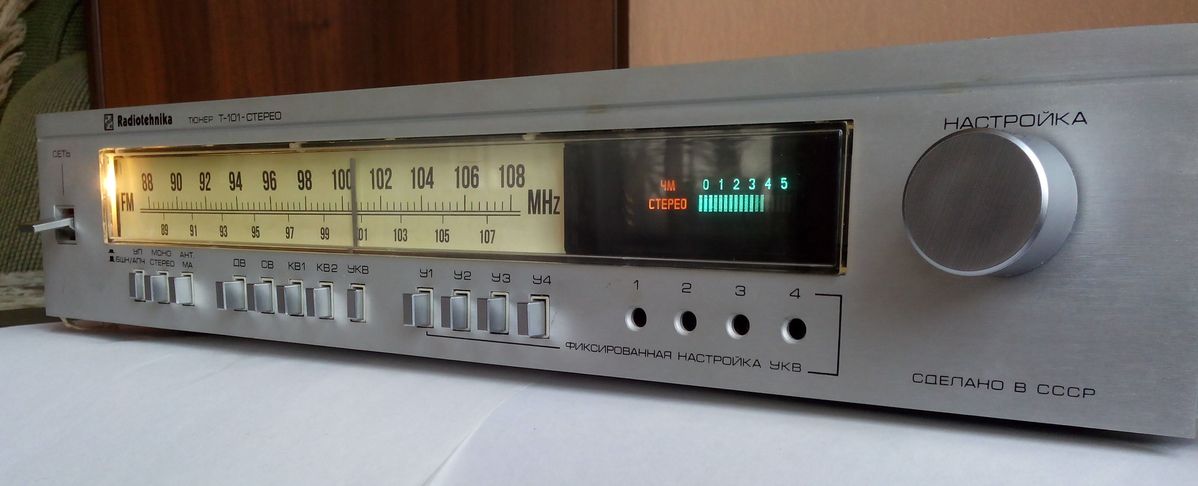 Radiotehnika ТЮНЕР Т-101-СТЕРЕО
НАСТРОЙКА
СЕТЬ
88 90 92 94 96 98 100 102 104 106 108
FM MHz
89 91 93 95 97 99 101 103 105 107
ЧМ 0 1 2 3 4 5
СТЕРЕО
УП МОНО АНТ.
БШН/АПЧ СТЕРЕО МА
ДВ СВ КВ1 КВ2 УКВ
У1 У2 У3 У4
1 2 3 4
ФИКСИРОВАННАЯ НАСТРОЙКА УКВ
СДЕЛАНО В СССР